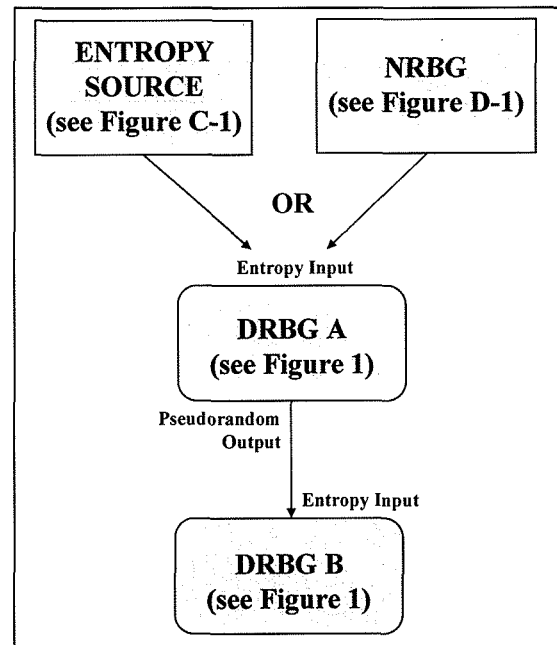 ENTROPY
SOURCE
(see Figure C-1)
NRBG
(see Figure D-1)
OR
Entropy Input
DRBG A
(see Figure 1)
Pseudorandom
Output
Entropy Input
DRBG B
(see Figure 1)